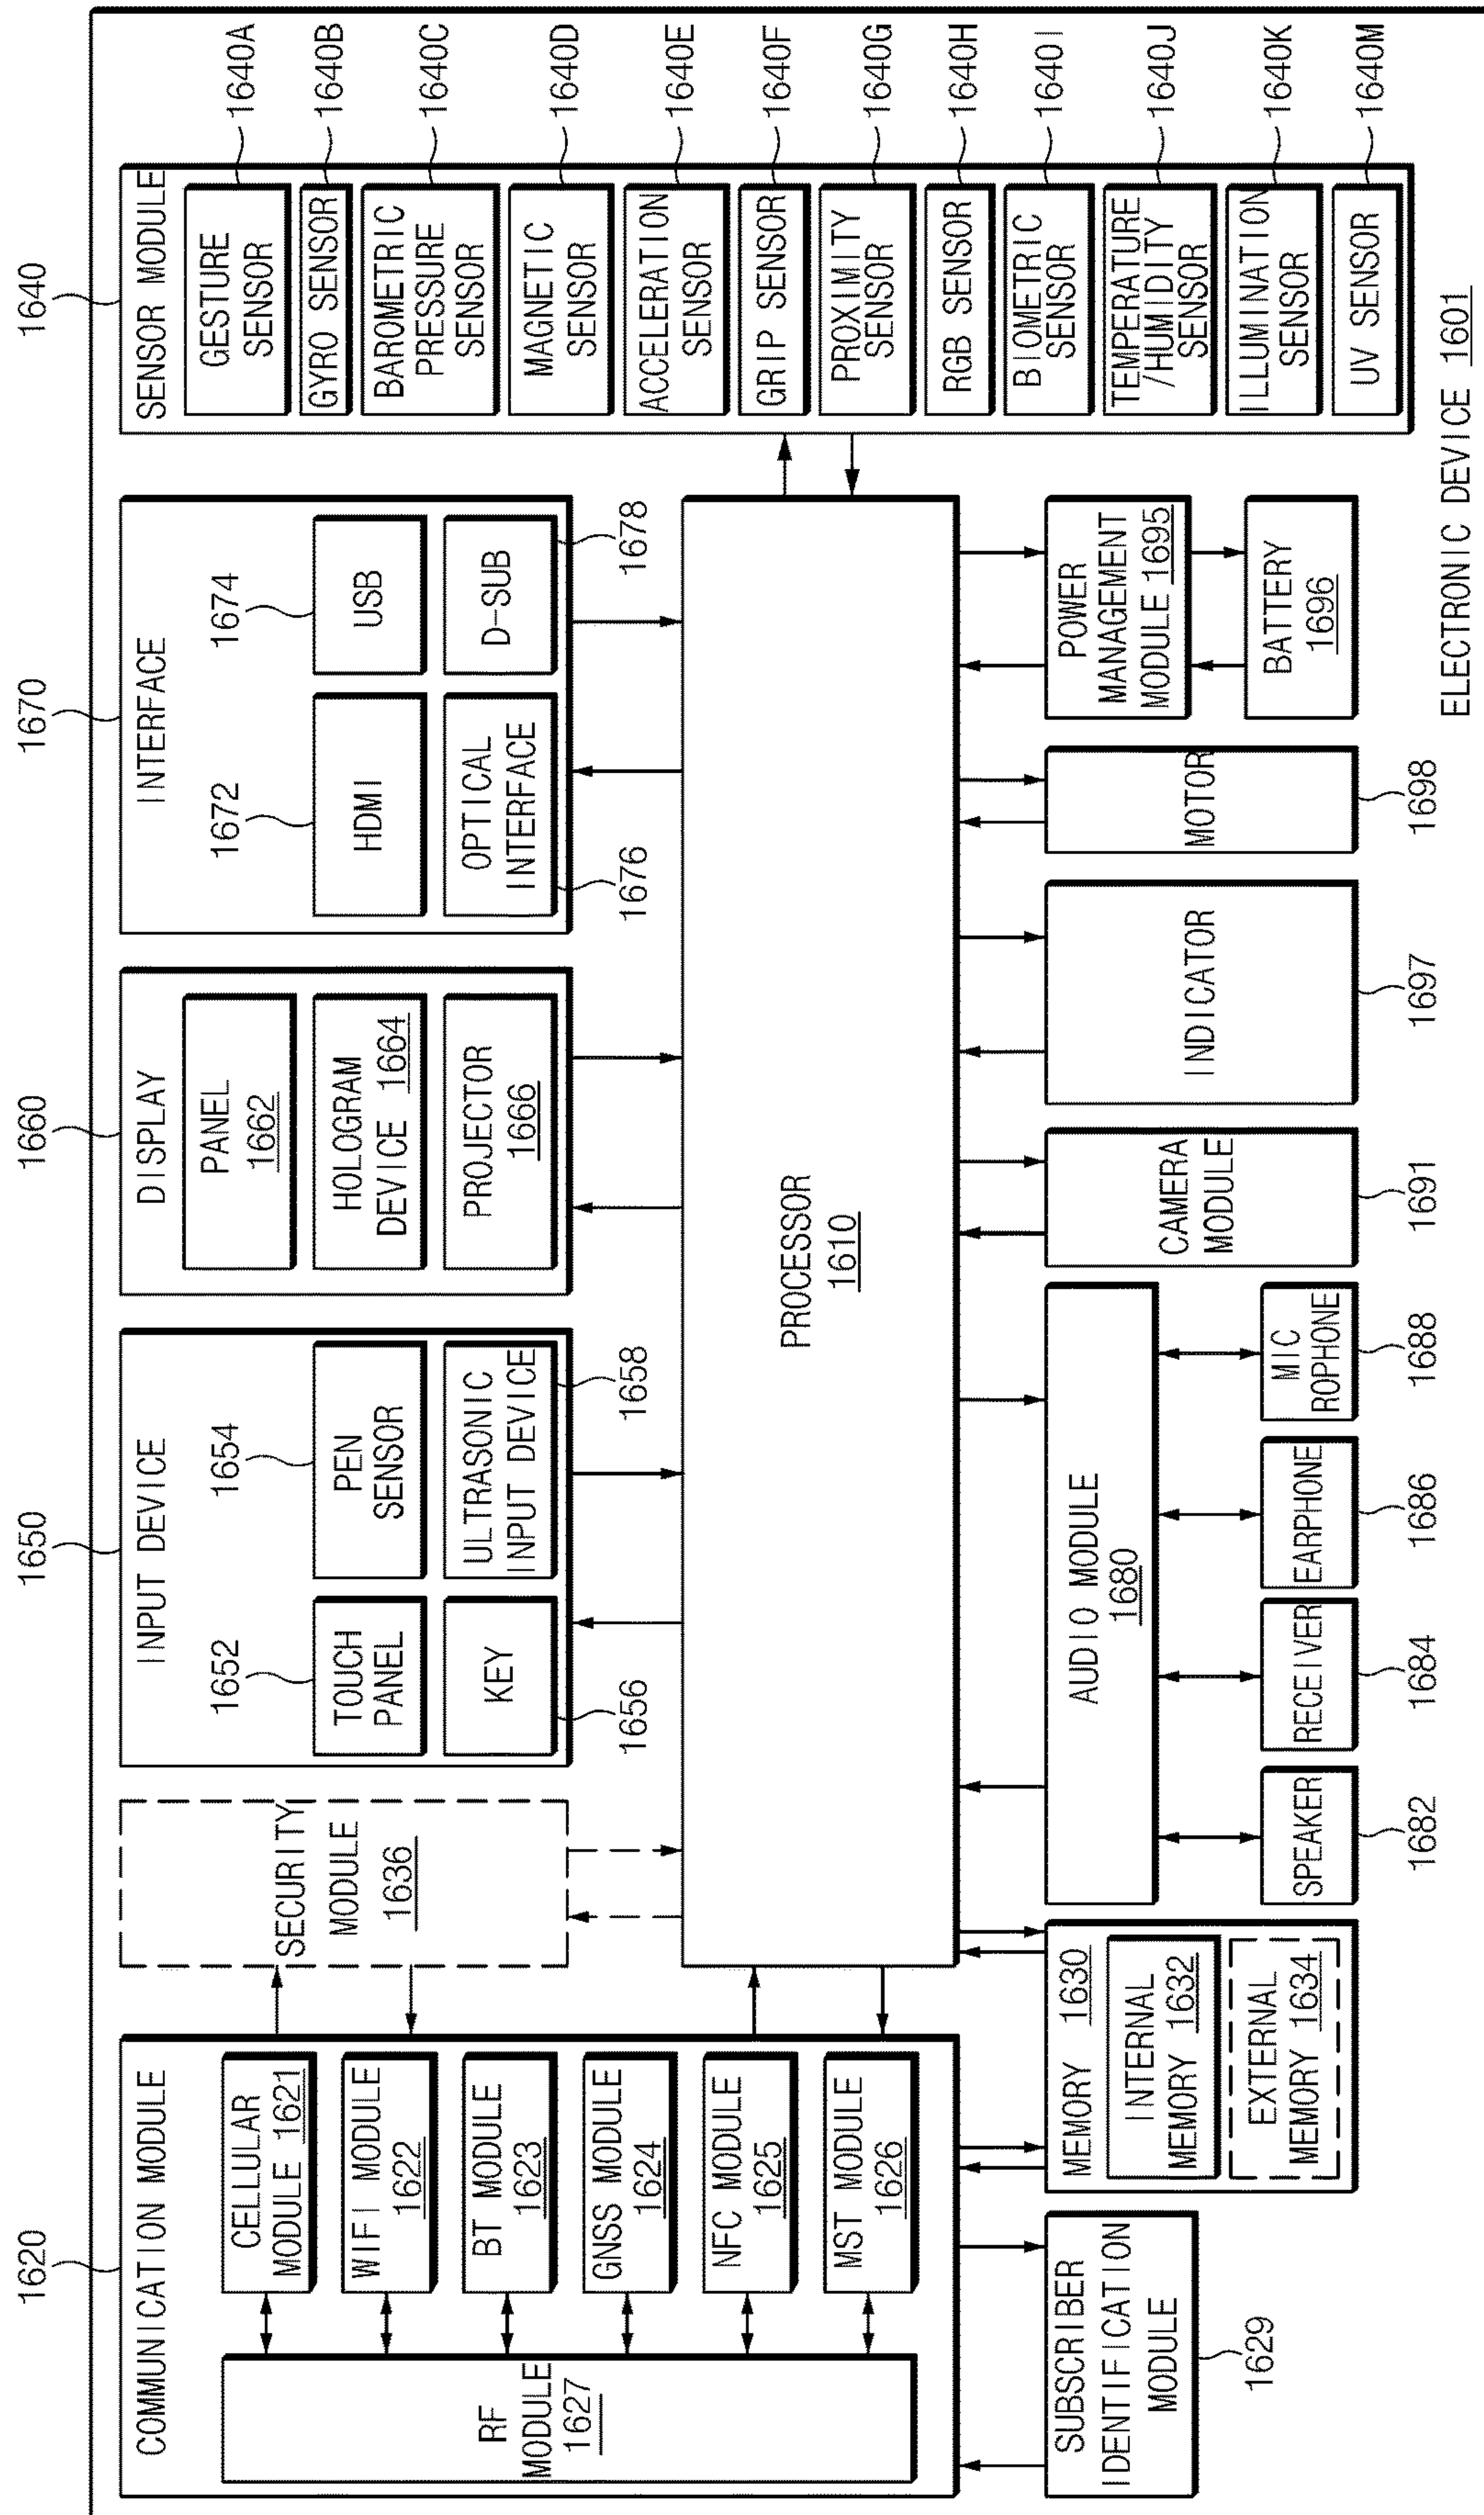 1620
COMMUNICATION MODULE
RF
MODULE
1627
CELLULAR
MODULE 1621
WIFI MODULE
1622
BT MODULE
1623
GNSS MODULE
1624
NFC MODULE
1625
MST MODULE
1626
SUBSCRIBER
IDENTIFICATION
MODULE
1629
SECURITY
MODULE
1636
MEMORY 1630
INTERNAL
MEMORY 1632
EXTERNAL
MEMORY 1634
1650
INPUT DEVICE
1652
TOUCH
PANEL
1654
PEN
SENSOR
KEY
1656
ULTRASONIC
INPUT DEVICE
1658
1660
DISPLAY
PANEL
1662
HOLOGRAM
DEVICE 1664
PROJECTOR
1666
1670
INTERFACE
1672
HDMI
1674
USB
OPTICAL
INTERFACE
1676
D-SUB
1678
PROCESSOR
1610
AUDIO MODULE
1680
SPEAKER
1682
RECEIVER
1684
EARPHONE
1686
MIC
ROPHONE
1688
CAMERA
MODULE
1691
INDICATOR
1697
MOTOR
1698
POWER
MANAGEMENT
MODULE 1695
BATTERY
1696
1640
SENSOR MODULE
GESTURE
SENSOR
1640A
GYRO SENSOR
1640B
BAROMETRIC
PRESSURE
SENSOR
1640C
MAGNETIC
SENSOR
1640D
ACCELERATION
SENSOR
1640E
GRIP SENSOR
1640F
PROXIMITY
SENSOR
1640G
RGB SENSOR
1640H
BIOMETRIC
SENSOR
1640I
TEMPERATURE
/HUMIDITY
SENSOR
1640J
ILLUMINATION
SENSOR
1640K
UV SENSOR
1640M
ELECTRONIC DEVICE 1601